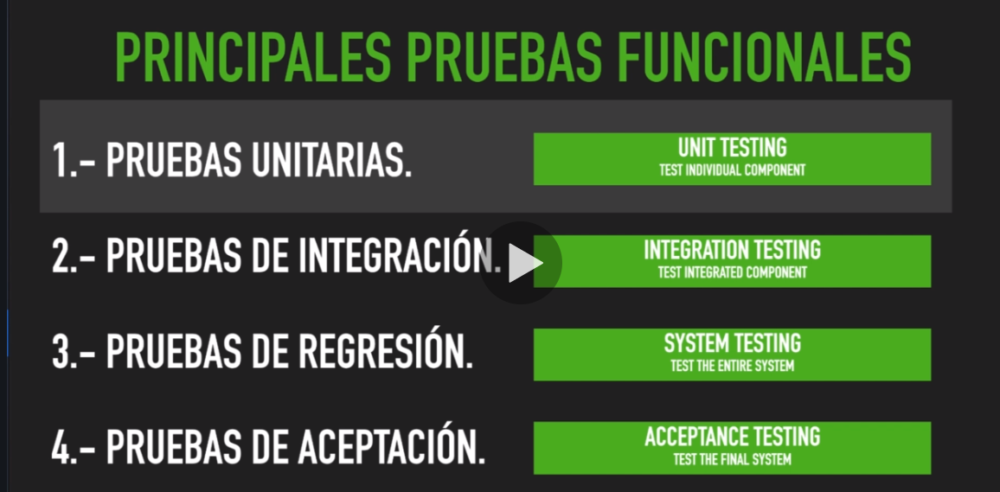 PRINCIPALES PRUEBAS FUNCIONALES
1.- PRUEBAS UNITARIAS.
UNIT TESTING
TEST INDIVIDUAL COMPONENT
2.- PRUEBAS DE INTEGRACIÓN.
INTEGRATION TESTING
TEST INTEGRATED COMPONENT
3.- PRUEBAS DE REGRESIÓN.
SYSTEM TESTING
TEST THE ENTIRE SYSTEM
4.- PRUEBAS DE ACEPTACIÓN.
ACCEPTANCE TESTING
TEST THE FINAL SYSTEM